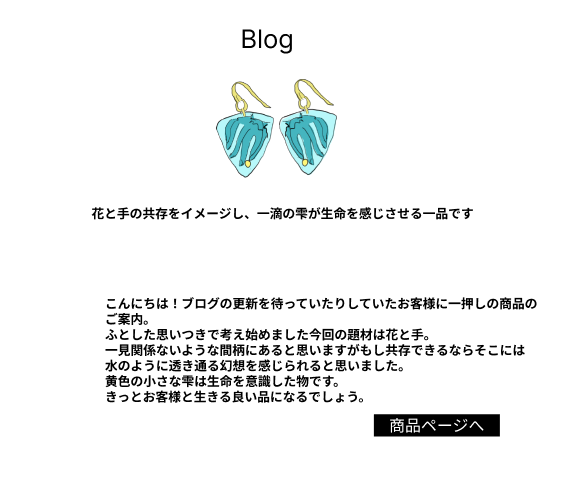 Blog
花と手の共存をイメージし、一滴の雫が生命を感じさせる一品です
こんにちは！ブログの更新を待っていたりしていたお客様に一押しの商品の
ご案内。
ふとした思いつきで考え始めました今回の題材は花と手。
一見関係ないような間柄にあると思いますがもし共存できるならそこには
水のように透き通る幻想を感じられると思いました。
黄色の小さな雫は生命を意識した物です。
きっとお客様と生きる良い品になるでしょう。
商品ページへ